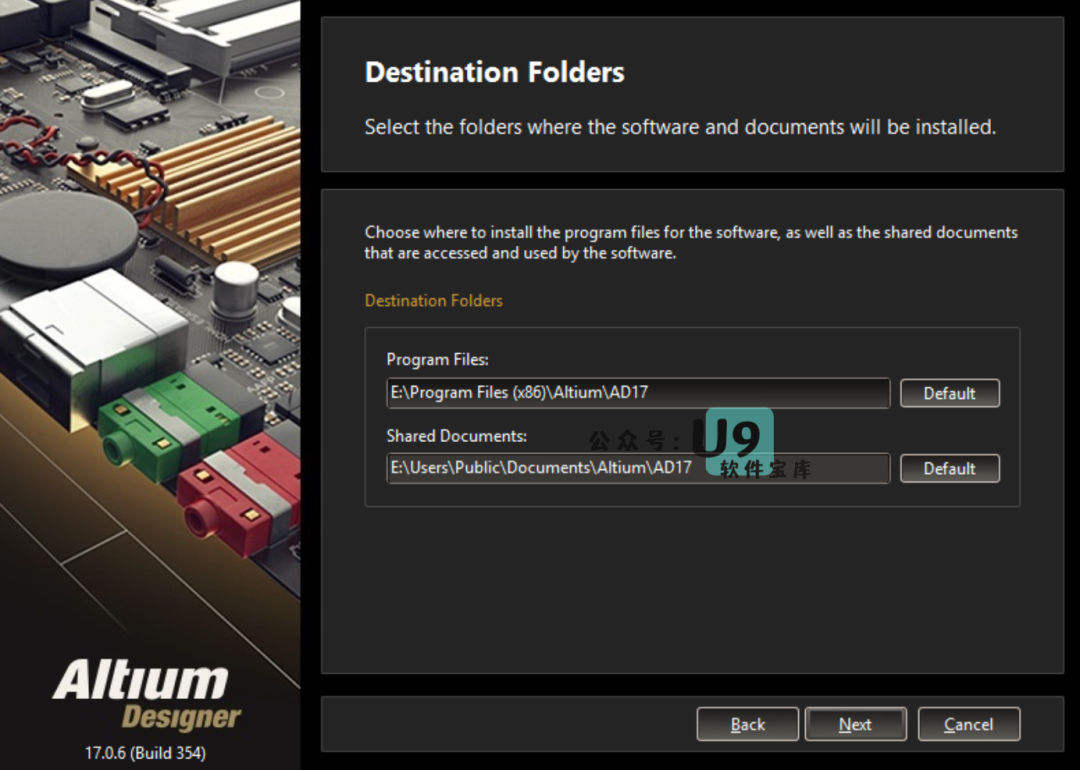 Destination Folders
Select the folders where the software and documents will be installed.
Choose where to install the program files for the software, as well as the shared documents
that are accessed and used by the software.
Destination Folders
Program Files:
E:\Program Files (x86)\Altium\AD17
Default
Shared Documents:
公众号:
U9
软件宝库
E:\Users\Public\Documents\Altium\AD17
Default
Altium
Designer
17.0.6 (Build 354)
Back
Next
Cancel